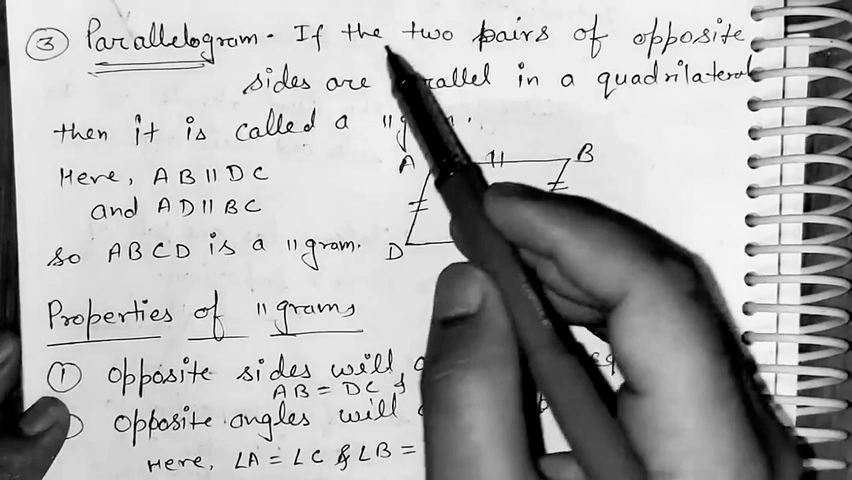 ③ Parallelogram - If the two pairs of opposite
sides are parallel in a quadrilateral
then it is called a ||gram.
Here, AB || DC
and AD || BC
so ABCD is a ||gram.
A B
D
Properties of ||grams
① Opposite sides will
AB = DC &
Opposite angles will
Here, ∠A = ∠C & ∠B =